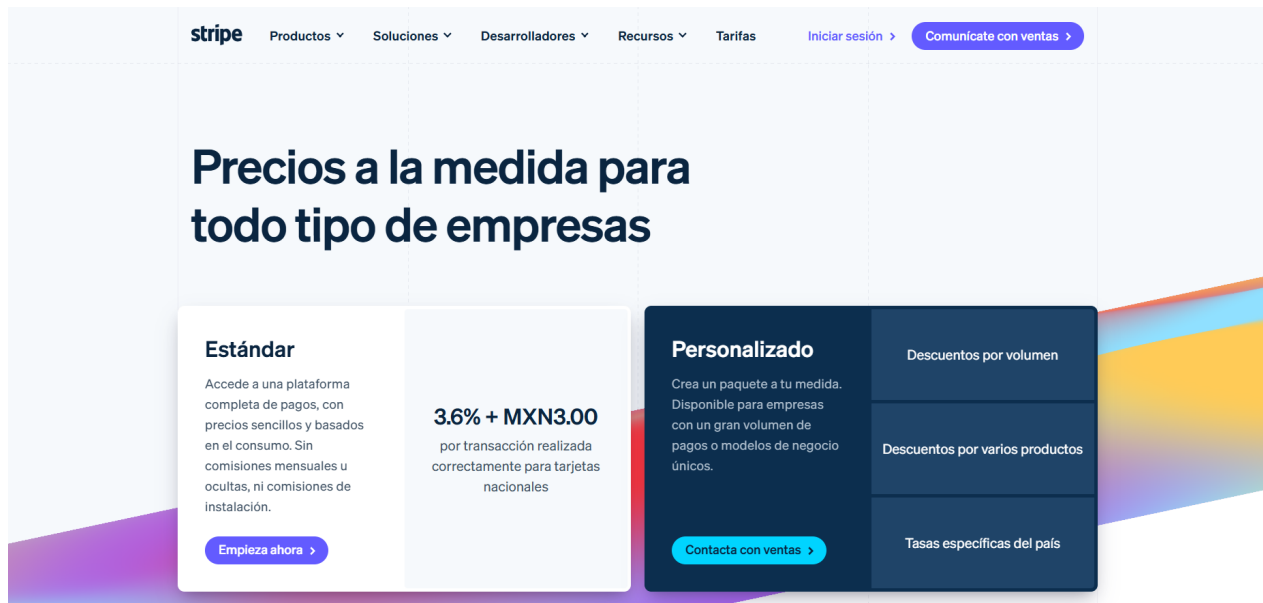 stripe Productos Soluciones Desarrolladores Recursos Tarifas Iniciar sesión Comunícate con ventas
Precios a la medida para
todo tipo de empresas
Estándar
Accede a una plataforma
completa de pagos, con
precios sencillos y basados
en el consumo. Sin
comisiones mensuales u
ocultas, ni comisiones de
instalación.
Empieza ahora
3.6% + MXN3.00
por transacción realizada
correctamente para tarjetas
nacionales
Personalizado
Crea un paquete a tu medida.
Disponible para empresas
con un gran volumen de
pagos o modelos de negocio
únicos.
Contacta con ventas
Descuentos por volumen
Descuentos por varios productos
Tasas específicas del país